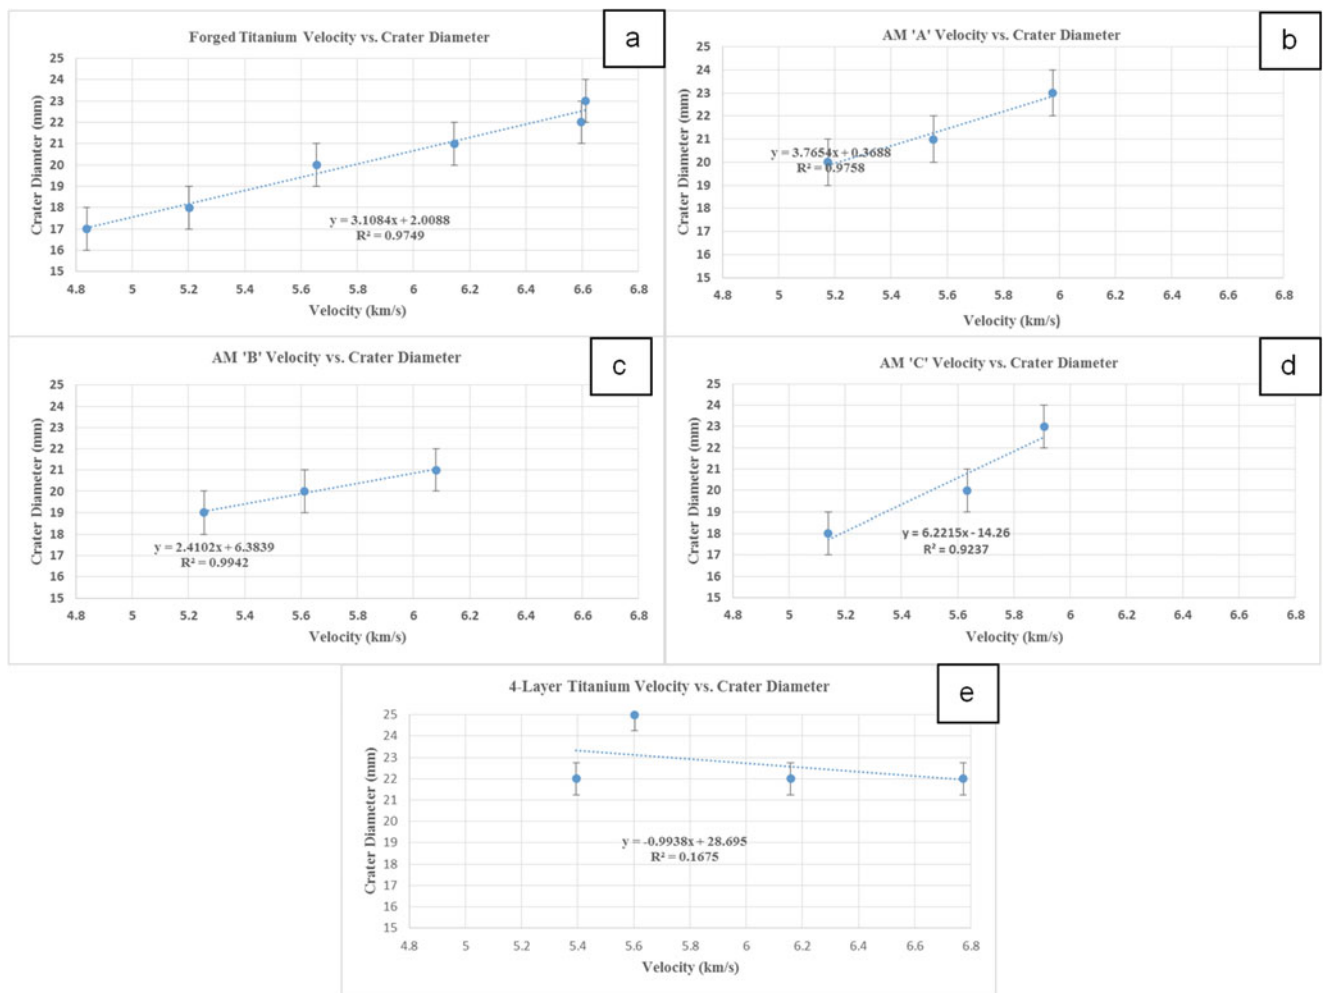 Forged Titanium Velocity vs. Crater Diameter
a
Crater Diamter (mm)
25
24
23
22
21
20
19
18
17
16
15
y = 3.1084x + 2.0088
R² = 0.9749
4.8 5 5.2 5.4 5.6 5.8 6 6.2 6.4 6.6 6.8
Velocity (km/s)
AM 'A' Velocity vs. Crater Diameter
b
Crater Diameter (mm)
25
24
23
22
21
20
19
18
17
16
15
y = 3.7654x + 0.3688
R² = 0.9758
4.8 5 5.2 5.4 5.6 5.8 6 6.2 6.4 6.6 6.8
Velocity (km/s)
AM 'B' Velocity vs. Crater Diameter
c
Crater Diameter (mm)
25
24
23
22
21
20
19
18
17
16
15
y = 2.4102x + 6.3839
R² = 0.9942
4.8 5 5.2 5.4 5.6 5.8 6 6.2 6.4 6.6 6.8
Velocity (km/s)
AM 'C' Velocity vs. Crater Diameter
d
Crater Diameter (mm)
25
24
23
22
21
20
19
18
17
16
15
y = 6.2215x - 14.26
R² = 0.9237
4.8 5 5.2 5.4 5.6 5.8 6 6.2 6.4 6.6 6.8
Velocity (km/s)
4-Layer Titanium Velocity vs. Crater Diameter
e
Crater Diameter (mm)
25
24
23
22
21
20
19
18
17
16
15
y = -0.9938x + 28.695
R² = 0.1675
4.8 5 5.2 5.4 5.6 5.8 6 6.2 6.4 6.6 6.8
Velocity (km/s)